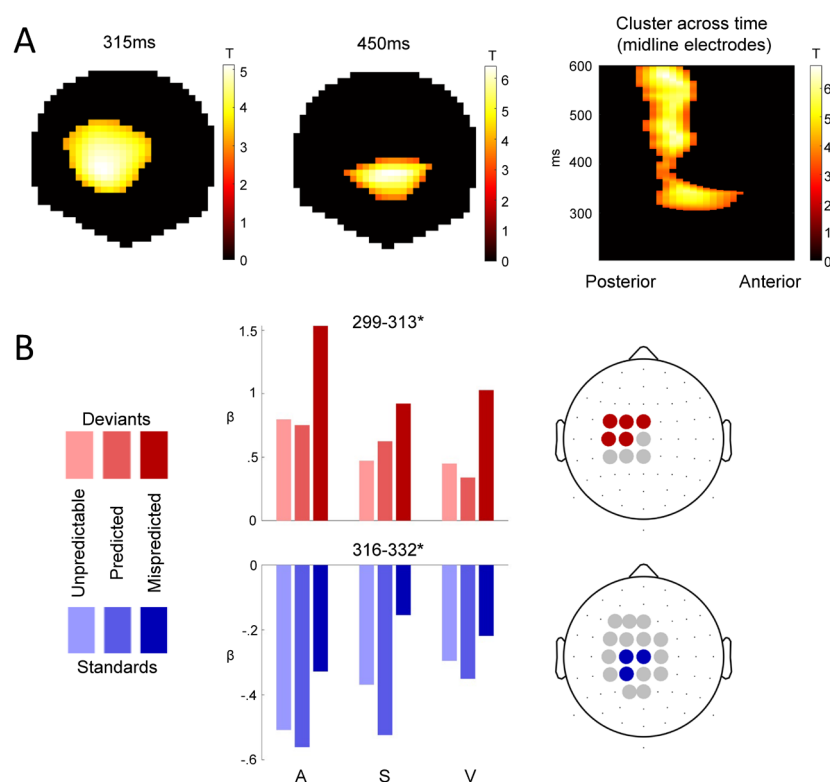 A
315ms
T
5
4
3
2
1
0
450ms
T
6
5
4
3
2
1
0
Cluster across time
(midline electrodes)
T
600
500
400
300
ms
Posterior
Anterior
6
5
4
3
2
1
0
B
Deviants
Unpredictable
Predicted
Mispredicted
Standards
299-313*
1.5
1
.5
0
β
316-332*
0
-.2
-.4
-.6
β
A
S
V